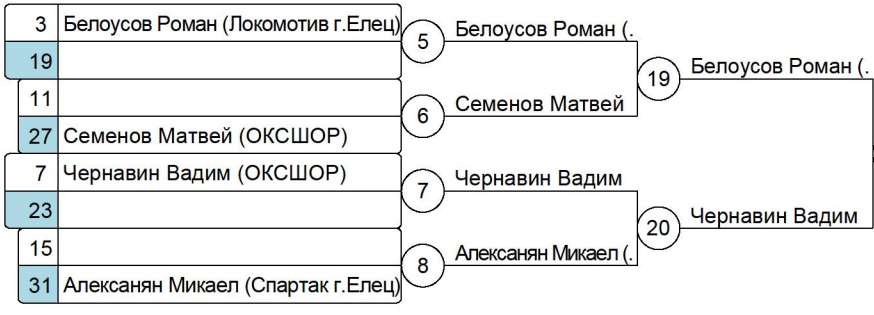 3 Белоусов Роман (Локомотив г.Елец)
19
5 Белоусов Роман (.
11
27 Семенов Матвей (ОКСШОР)
6 Семенов Матвей
19 Белоусов Роман (.
7 Чернавин Вадим (ОКСШОР)
23
7 Чернавин Вадим
15
31 Алексанян Микаел (Спартак г.Елец)
8 Алексанян Микаел (.
20 Чернавин Вадим